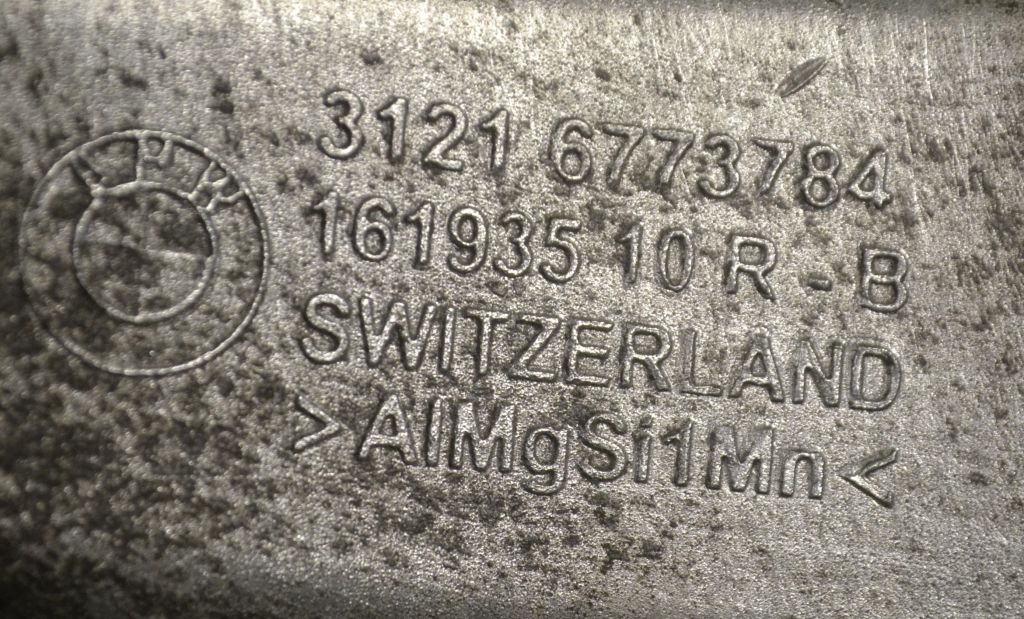 3121 6773784
161935 10 R - B
SWITZERLAND
>AlMgSi1Mn<